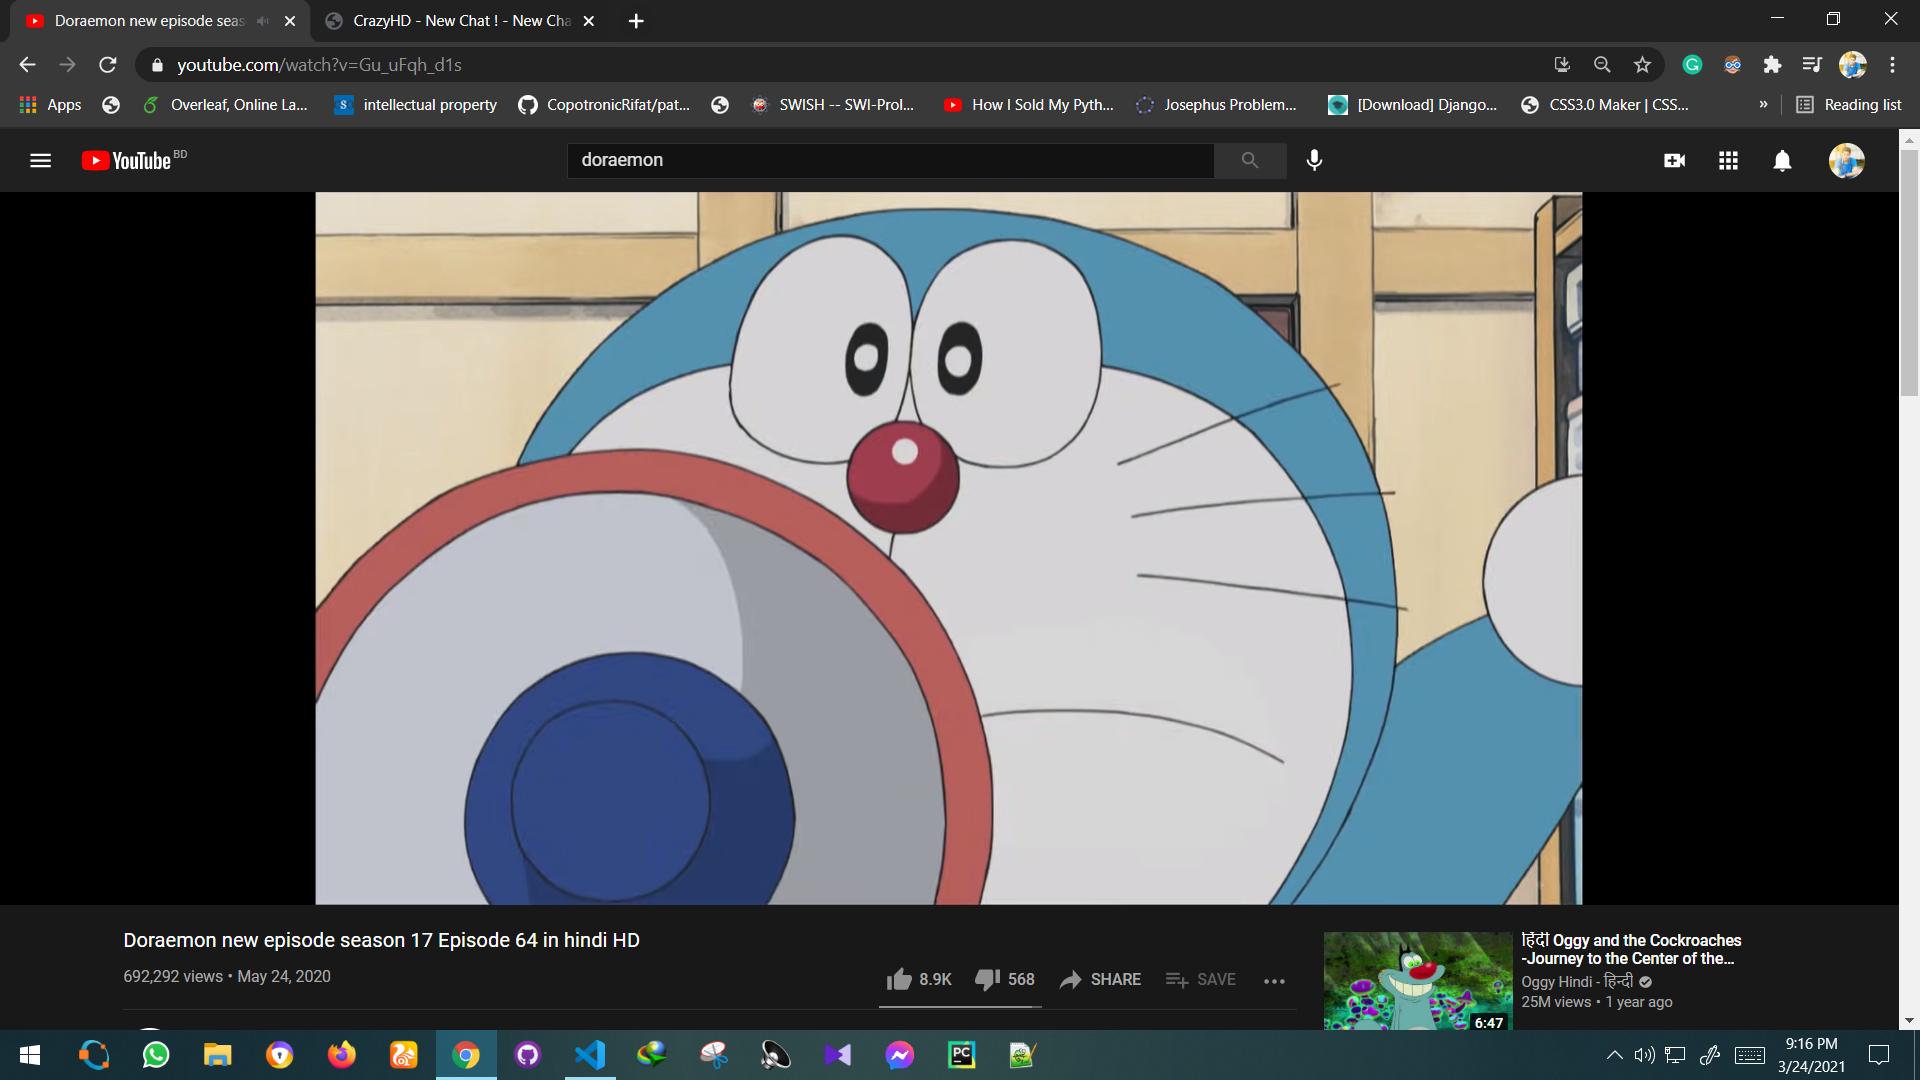 Doraemon new episode seas
CrazyHD - New Chat ! - New Cha
youtube.com/watch?v=Gu_uFqh_d1s
Apps
Overleaf, Online La...
S
intellectual property
CopotronicRifat/pat...
SWISH -- SWI-Prol...
How I Sold My Pyth...
Josephus Problem...
[Download] Django...
CSS3.0 Maker | CSS...
»
Reading list
YouTube BD
doraemon
Doraemon new episode season 17 Episode 64 in hindi HD
692,292 views • May 24, 2020
8.9K
568
SHARE
SAVE
6:47
हिंदी Oggy and the Cockroaches
-Journey to the Center of the...
Oggy Hindi - हिन्दी
25M views • 1 year ago
PC
9:16 PM
3/24/2021